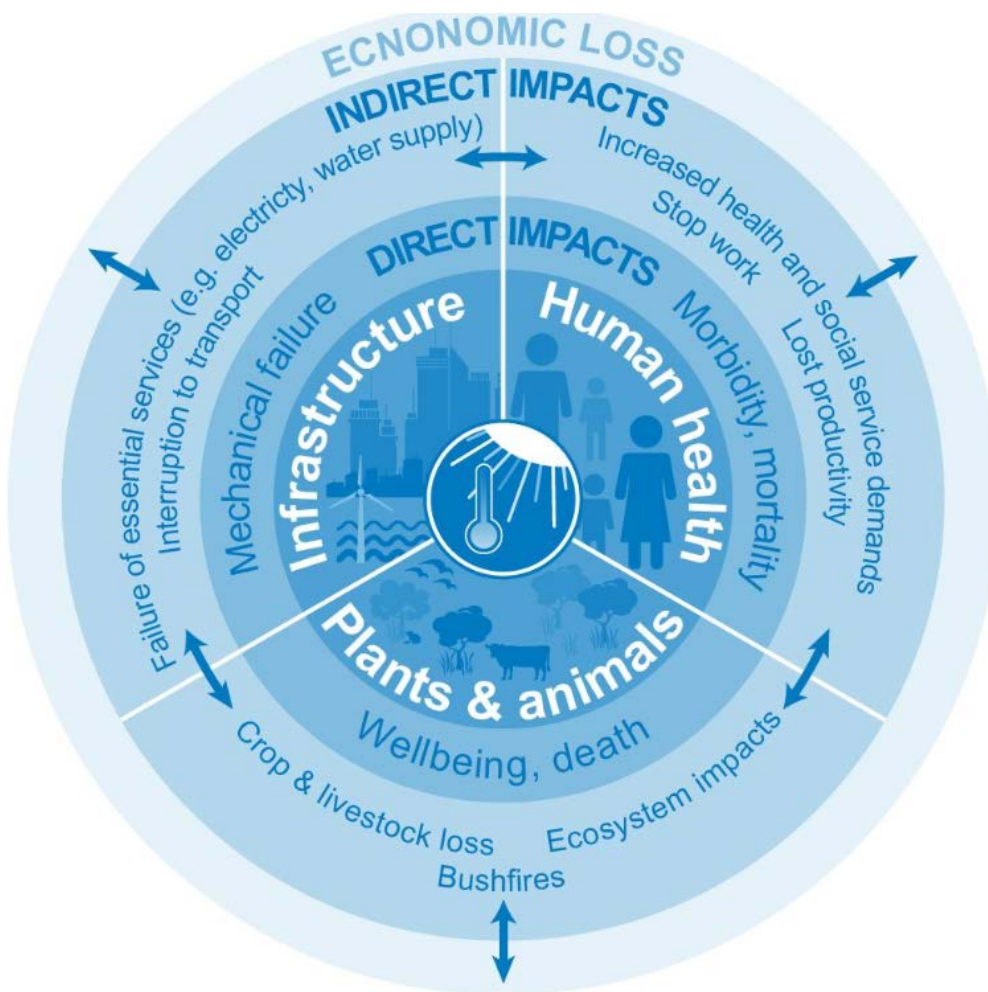 ECNONOMIC LOSS
INDIRECT IMPACTS
Failure of essential services (e.g. electricty, water supply)
Interruption to transport
Increased health and social service demands
Stop work
Lost productivity
DIRECT IMPACTS
Mechanical failure
Morbidity, mortality
Infrastructure
Human health
Plants & animals
Wellbeing, death
Crop & livestock loss
Ecosystem impacts
Bushfires